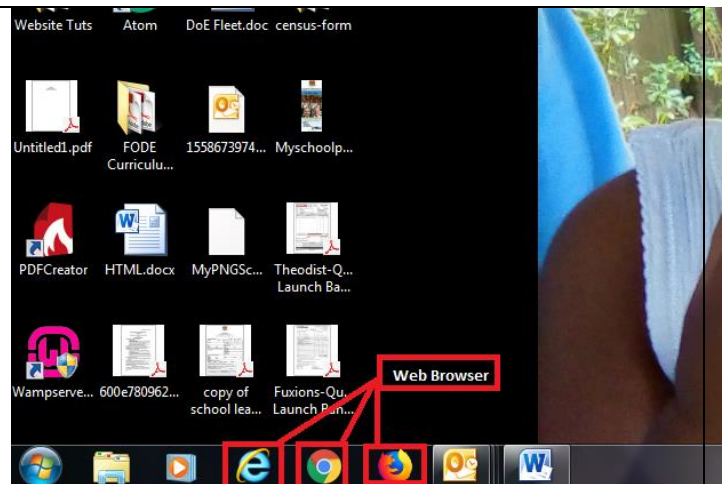 Website Tuts Atom DoE Fleet.doc census-form
Untitled1.pdf FODE Curriculu... 1558673974... Myschoolp...
PDFCreator HTML.docx MyPNGSc... Theodist-Q... Launch Ba...
Wampserve... 600e780962... copy of school lea... Fuxions-Qu... Launch Ban...
Web Browser